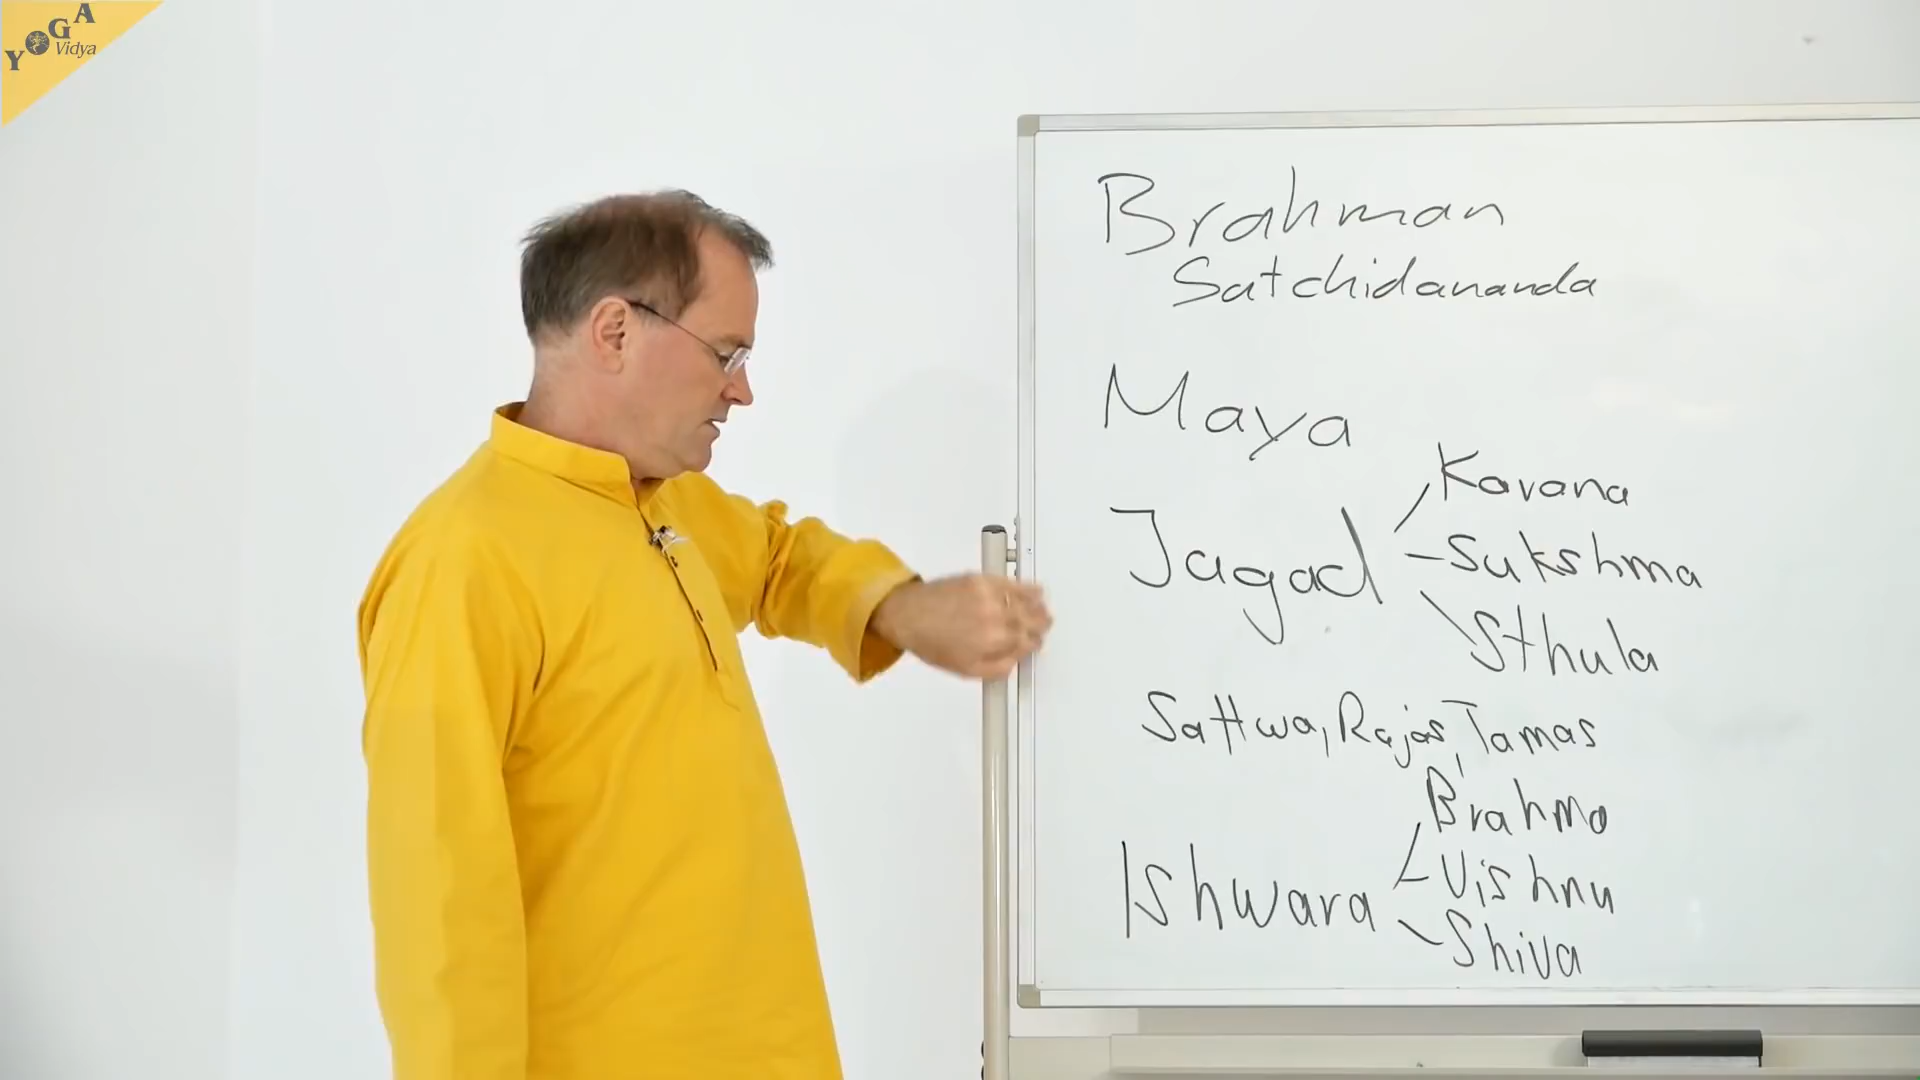 YOGA
Vidya
Brahman
Satchidananda
Maya
Karana
Jagad
Sukshma
Sthula
Sattwa, Rajas, Tamas
Brahma
Ishwara
Vishnu
Shiva